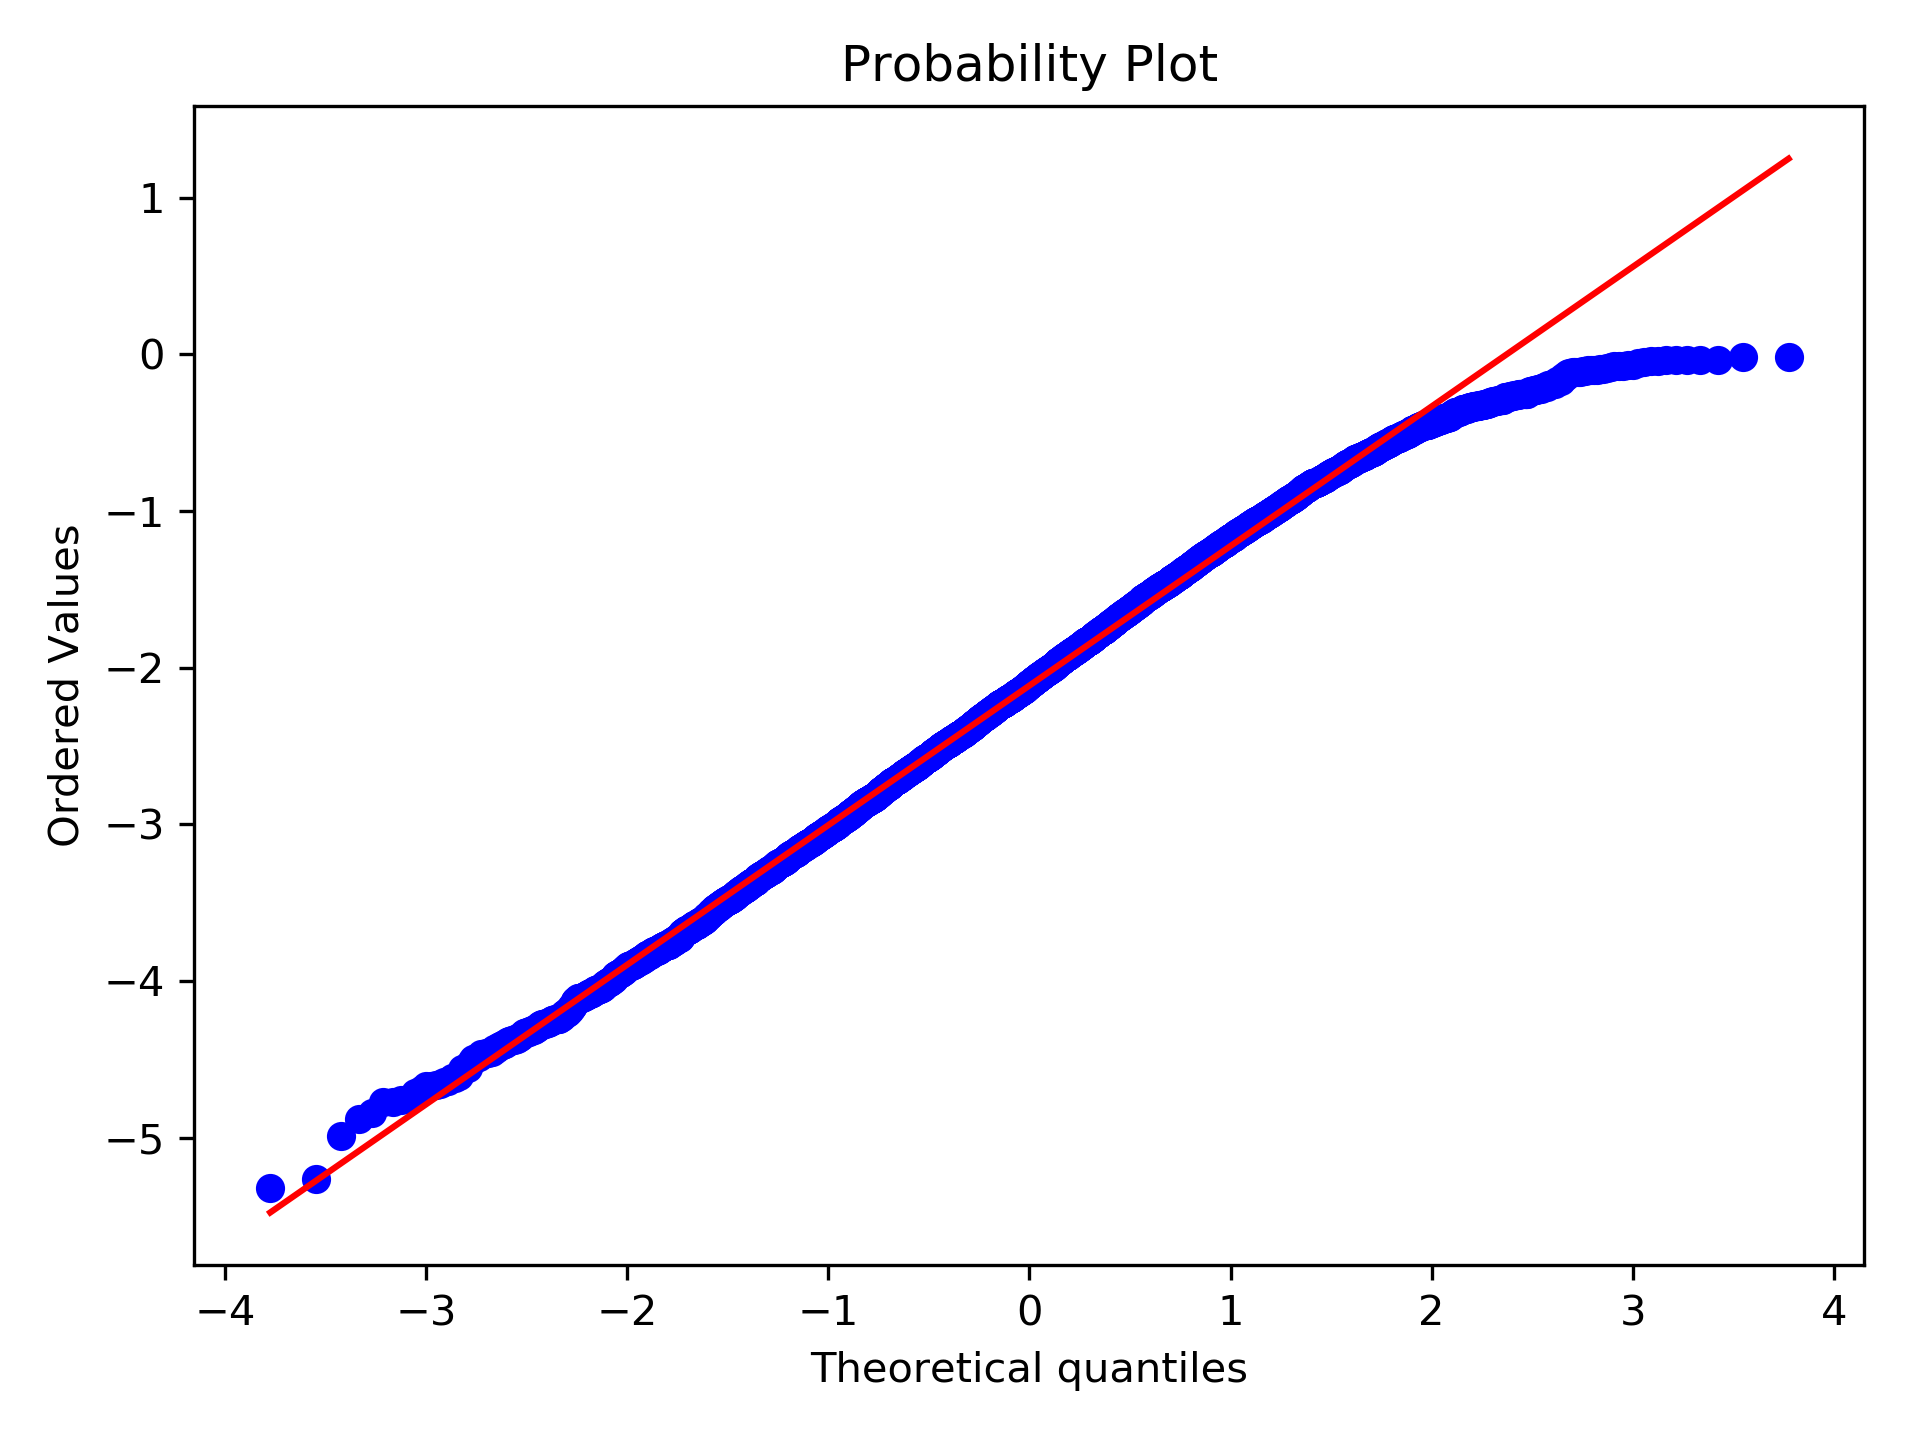 Probability Plot
1
0
−1
−2
−3
−4
−5
Ordered Values
−4 −3 −2 −1 0 1 2 3 4
Theoretical quantiles